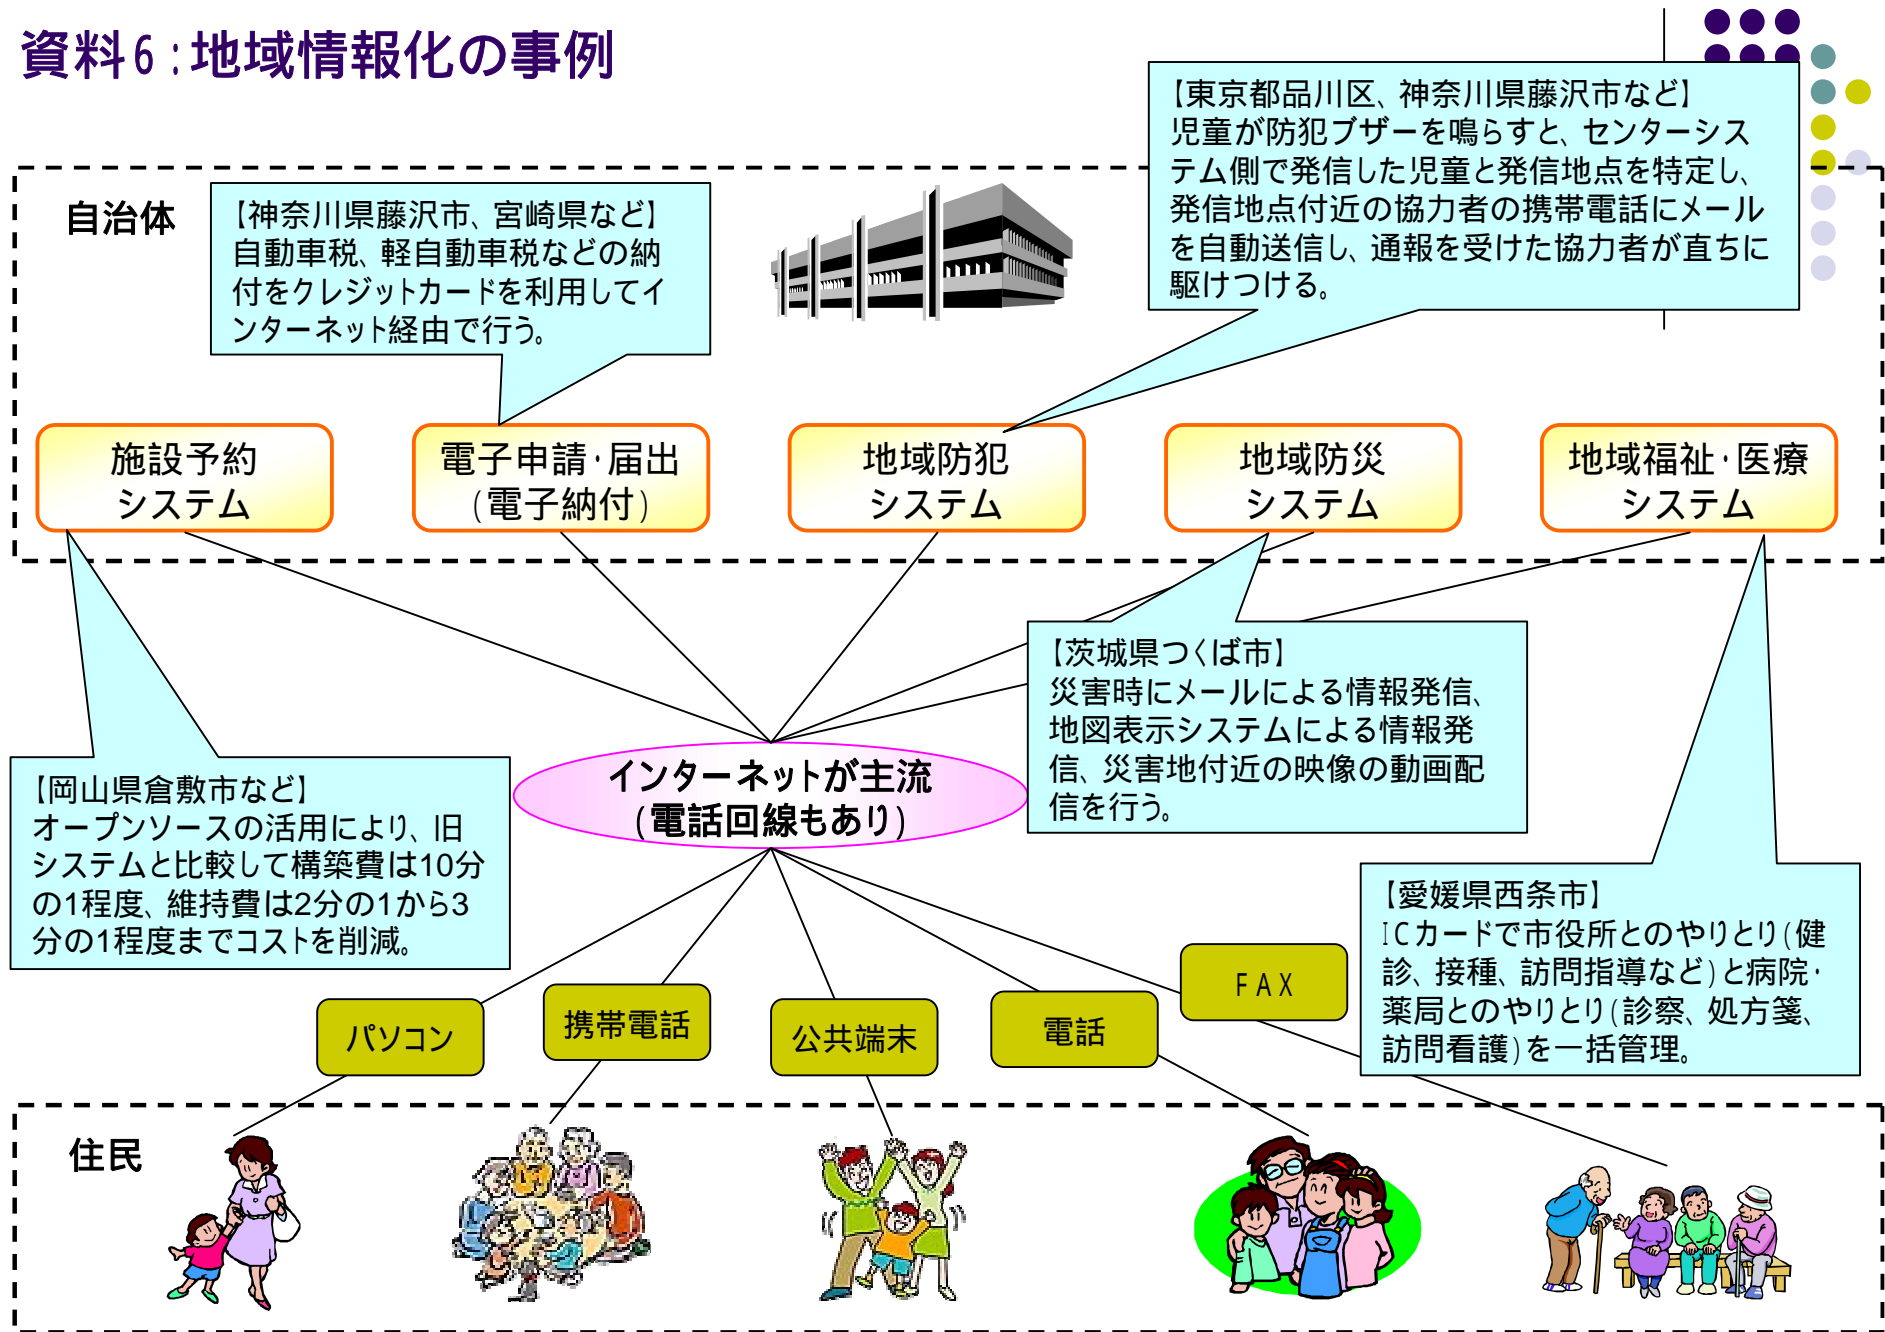 資料6:地域情報化の事例
【東京都品川区、神奈川県藤沢市など】
児童が防犯ブザーを鳴らすと、センターシス
テム側で発信した児童と発信地点を特定し、
発信地点付近の協力者の携帯電話にメール
を自動送信し、通報を受けた協力者が直ちに
駆けつける。
自治体
【神奈川県藤沢市、宮崎県など】
自動車税、軽自動車税などの納
付をクレジットカードを利用してイ
ンターネット経由で行う。
施設予約
システム
電子申請・届出
(電子納付)
地域防犯
システム
地域防災
システム
地域福祉・医療
システム
【茨城県つくば市】
災害時にメールによる情報発信、
地図表示システムによる情報発
信、災害地付近の映像の動画配
信を行う。
インターネットが主流
(電話回線もあり)
【岡山県倉敷市など】
オープンソースの活用により、旧
システムと比較して構築費は10分
の1程度、維持費は2分の1から3
分の1程度までコストを削減。
【愛媛県西条市】
ICカードで市役所とのやりとり(健
診、接種、訪問指導など)と病院・
薬局とのやりとり(診察、処方箋、
訪問看護)を一括管理。
パソコン
携帯電話
公共端末
電話
FAX
住民